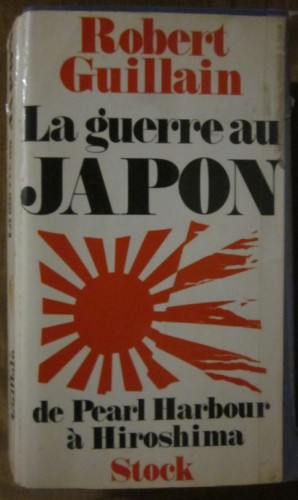 Robert
Guillain
La guerre au
JAPON
de Pearl Harbour
à Hiroshima
Stock